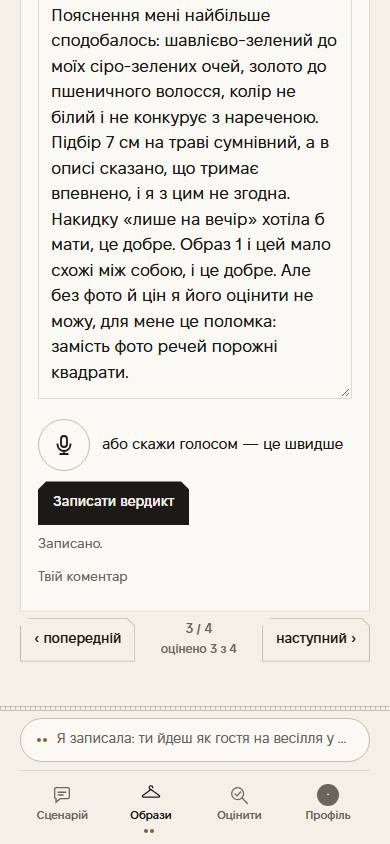 Пояснення мені найбільше
сподобалось: шавлієво-зелений до
моїх сіро-зелених очей, золото до
пшеничного волосся, колір не
білий і не конкурує з нареченою.
Підбір 7 см на траві сумнівний, а в
описі сказано, що тримає
впевнено, і я з цим не згодна.
Накидку «лише на вечір» хотіла б
мати, це добре. Образ 1 і цей мало
схожі між собою, і це добре. Але
без фото й цін я його оцінити не
можу, для мене це поломка:
замість фото речей порожні
квадрати.
або скажи голосом — це швидше
Записати вердикт
Записано.
Твій коментар
‹ попередній
3 / 4
оцінено 3 з 4
наступний ›
Я записала: ти йдеш як гостя на весілля у ...
Сценарій
Образи
Оцінити
Профіль